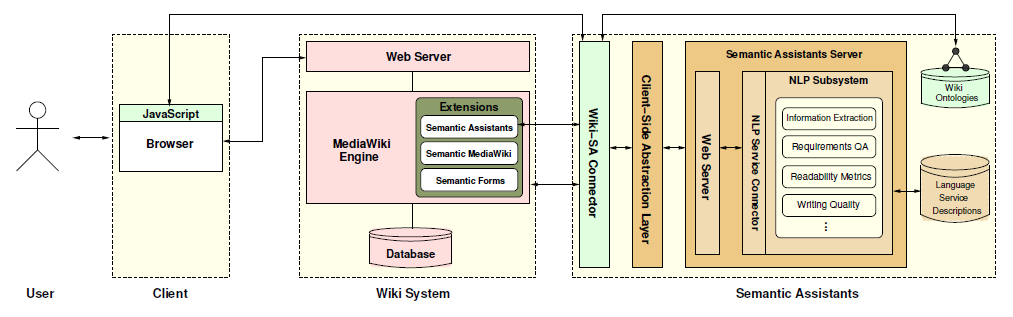 JavaScript
Browser
Web Server
MediaWiki
Engine
Extensions
Semantic Assistants
Semantic MediaWiki
Semantic Forms
Database
Wiki–SA Connector
Client–Side Abstraction Layer
Semantic Assistants Server
Web Server
NLP Service Connector
NLP Subsystem
Information Extraction
Requirements QA
Readability Metrics
Writing Quality
Wiki
Ontologies
Language
Service
Descriptions
User
Client
Wiki System
Semantic Assistants